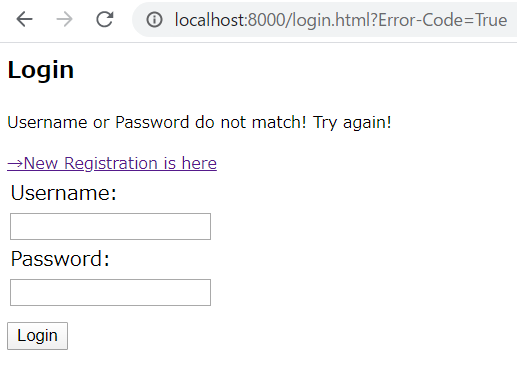 localhost:8000/login.html?Error-Code=True
Login
Username or Password do not match! Try again!
→New Registration is here
Username:
Password:
Login